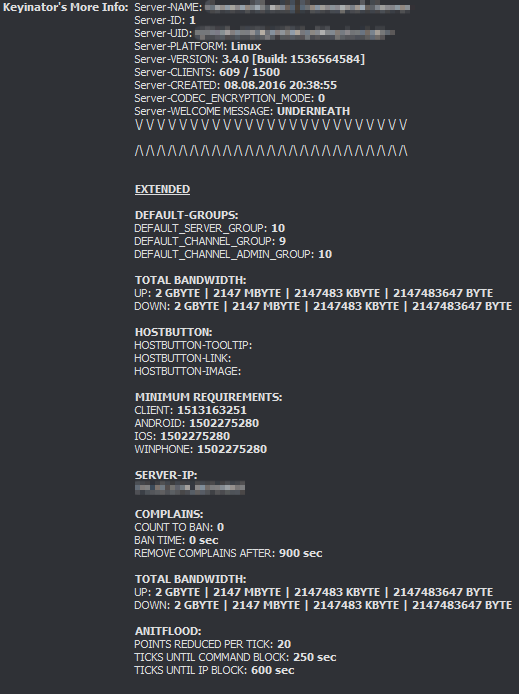 Keyinator's More Info: Server-NAME:
Server-ID: 1
Server-UID:
Server-PLATFORM: Linux
Server-VERSION: 3.4.0 [Build: 1536564584]
Server-CLIENTS: 609 / 1500
Server-CREATED: 08.08.2016 20:38:55
Server-CODEC_ENCRYPTION_MODE: 0
Server-WELCOME MESSAGE: UNDERNEATH
\/ \/ \/ \/ \/ \/ \/ \/ \/ \/ \/ \/ \/ \/ \/ \/ \/ \/ \/ \/ \/ \/ \/ \/ \/
/\ /\ /\ /\ /\ /\ /\ /\ /\ /\ /\ /\ /\ /\ /\ /\ /\ /\ /\ /\ /\ /\ /\ /\ /\
EXTENDED
DEFAULT-GROUPS:
DEFAULT_SERVER_GROUP: 10
DEFAULT_CHANNEL_GROUP: 9
DEFAULT_CHANNEL_ADMIN_GROUP: 10
TOTAL BANDWIDTH:
UP: 2 GBYTE | 2147 MBYTE | 2147483 KBYTE | 2147483647 BYTE
DOWN: 2 GBYTE | 2147 MBYTE | 2147483 KBYTE | 2147483647 BYTE
HOSTBUTTON:
HOSTBUTTON-TOOLTIP:
HOSTBUTTON-LINK:
HOSTBUTTON-IMAGE:
MINIMUM REQUIREMENTS:
CLIENT: 1513163251
ANDROID: 1502275280
IOS: 1502275280
WINPHONE: 1502275280
SERVER-IP:
COMPLAINS:
COUNT TO BAN: 0
BAN TIME: 0 sec
REMOVE COMPLAINS AFTER: 900 sec
TOTAL BANDWIDTH:
UP: 2 GBYTE | 2147 MBYTE | 2147483 KBYTE | 2147483647 BYTE
DOWN: 2 GBYTE | 2147 MBYTE | 2147483 KBYTE | 2147483647 BYTE
ANITFLOOD:
POINTS REDUCED PER TICK: 20
TICKS UNTIL COMMAND BLOCK: 250 sec
TICKS UNTIL IP BLOCK: 600 sec